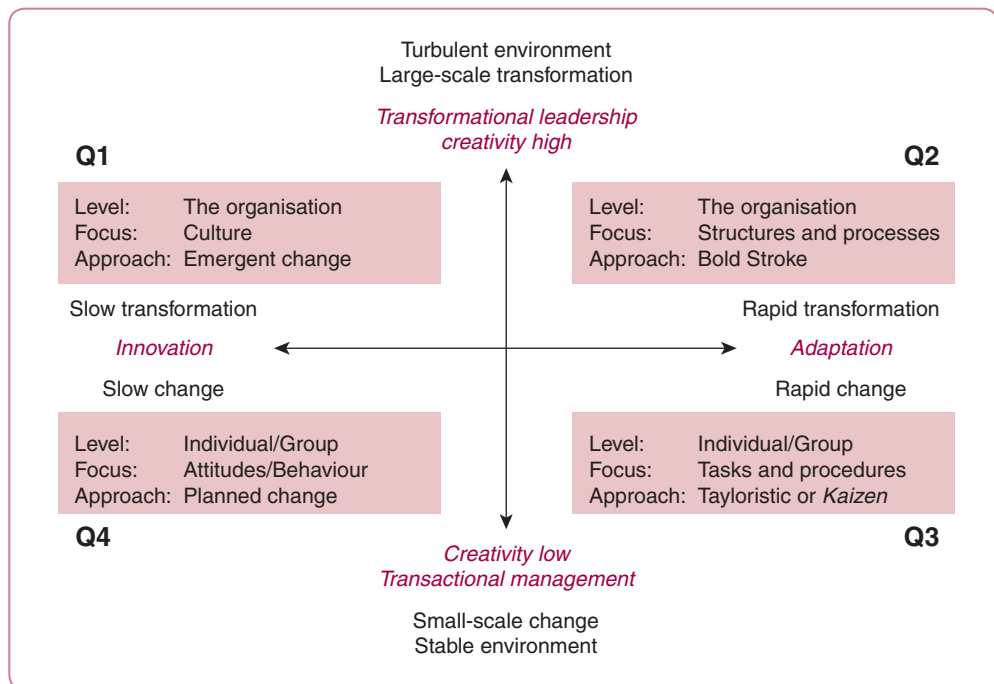 Turbulent environment
Large-scale transformation
Transformational leadership
creativity high
Q1
Q2
Level: The organisation
Focus: Culture
Approach: Emergent change
Level: The organisation
Focus: Structures and processes
Approach: Bold Stroke
Slow transformation
Rapid transformation
Innovation
Adaptation
Slow change
Rapid change
Level: Individual/Group
Focus: Attitudes/Behaviour
Approach: Planned change
Level: Individual/Group
Focus: Tasks and procedures
Approach: Tayloristic or Kaizen
Q4
Q3
Creativity low
Transactional management
Small-scale change
Stable environment